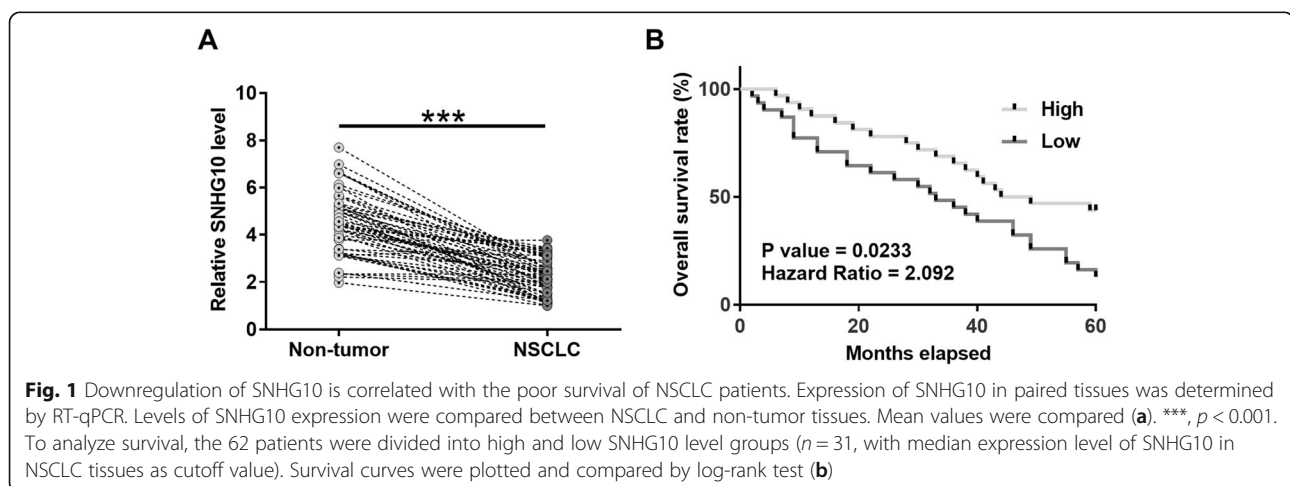 A
Relative SNHG10 level
10
8
6
4
2
0
***
Non-tumor
NSCLC
B
Overall survival rate (%)
100
50
0
High
Low
P value = 0.0233
Hazard Ratio = 2.092
0
20
40
60
Months elapsed
Fig. 1 Downregulation of SNHG10 is correlated with the poor survival of NSCLC patients. Expression of SNHG10 in paired tissues was determined
by RT-qPCR. Levels of SNHG10 expression were compared between NSCLC and non-tumor tissues. Mean values were compared (a). ***, p < 0.001.
To analyze survival, the 62 patients were divided into high and low SNHG10 level groups (n = 31, with median expression level of SNHG10 in
NSCLC tissues as cutoff value). Survival curves were plotted and compared by log-rank test (b)